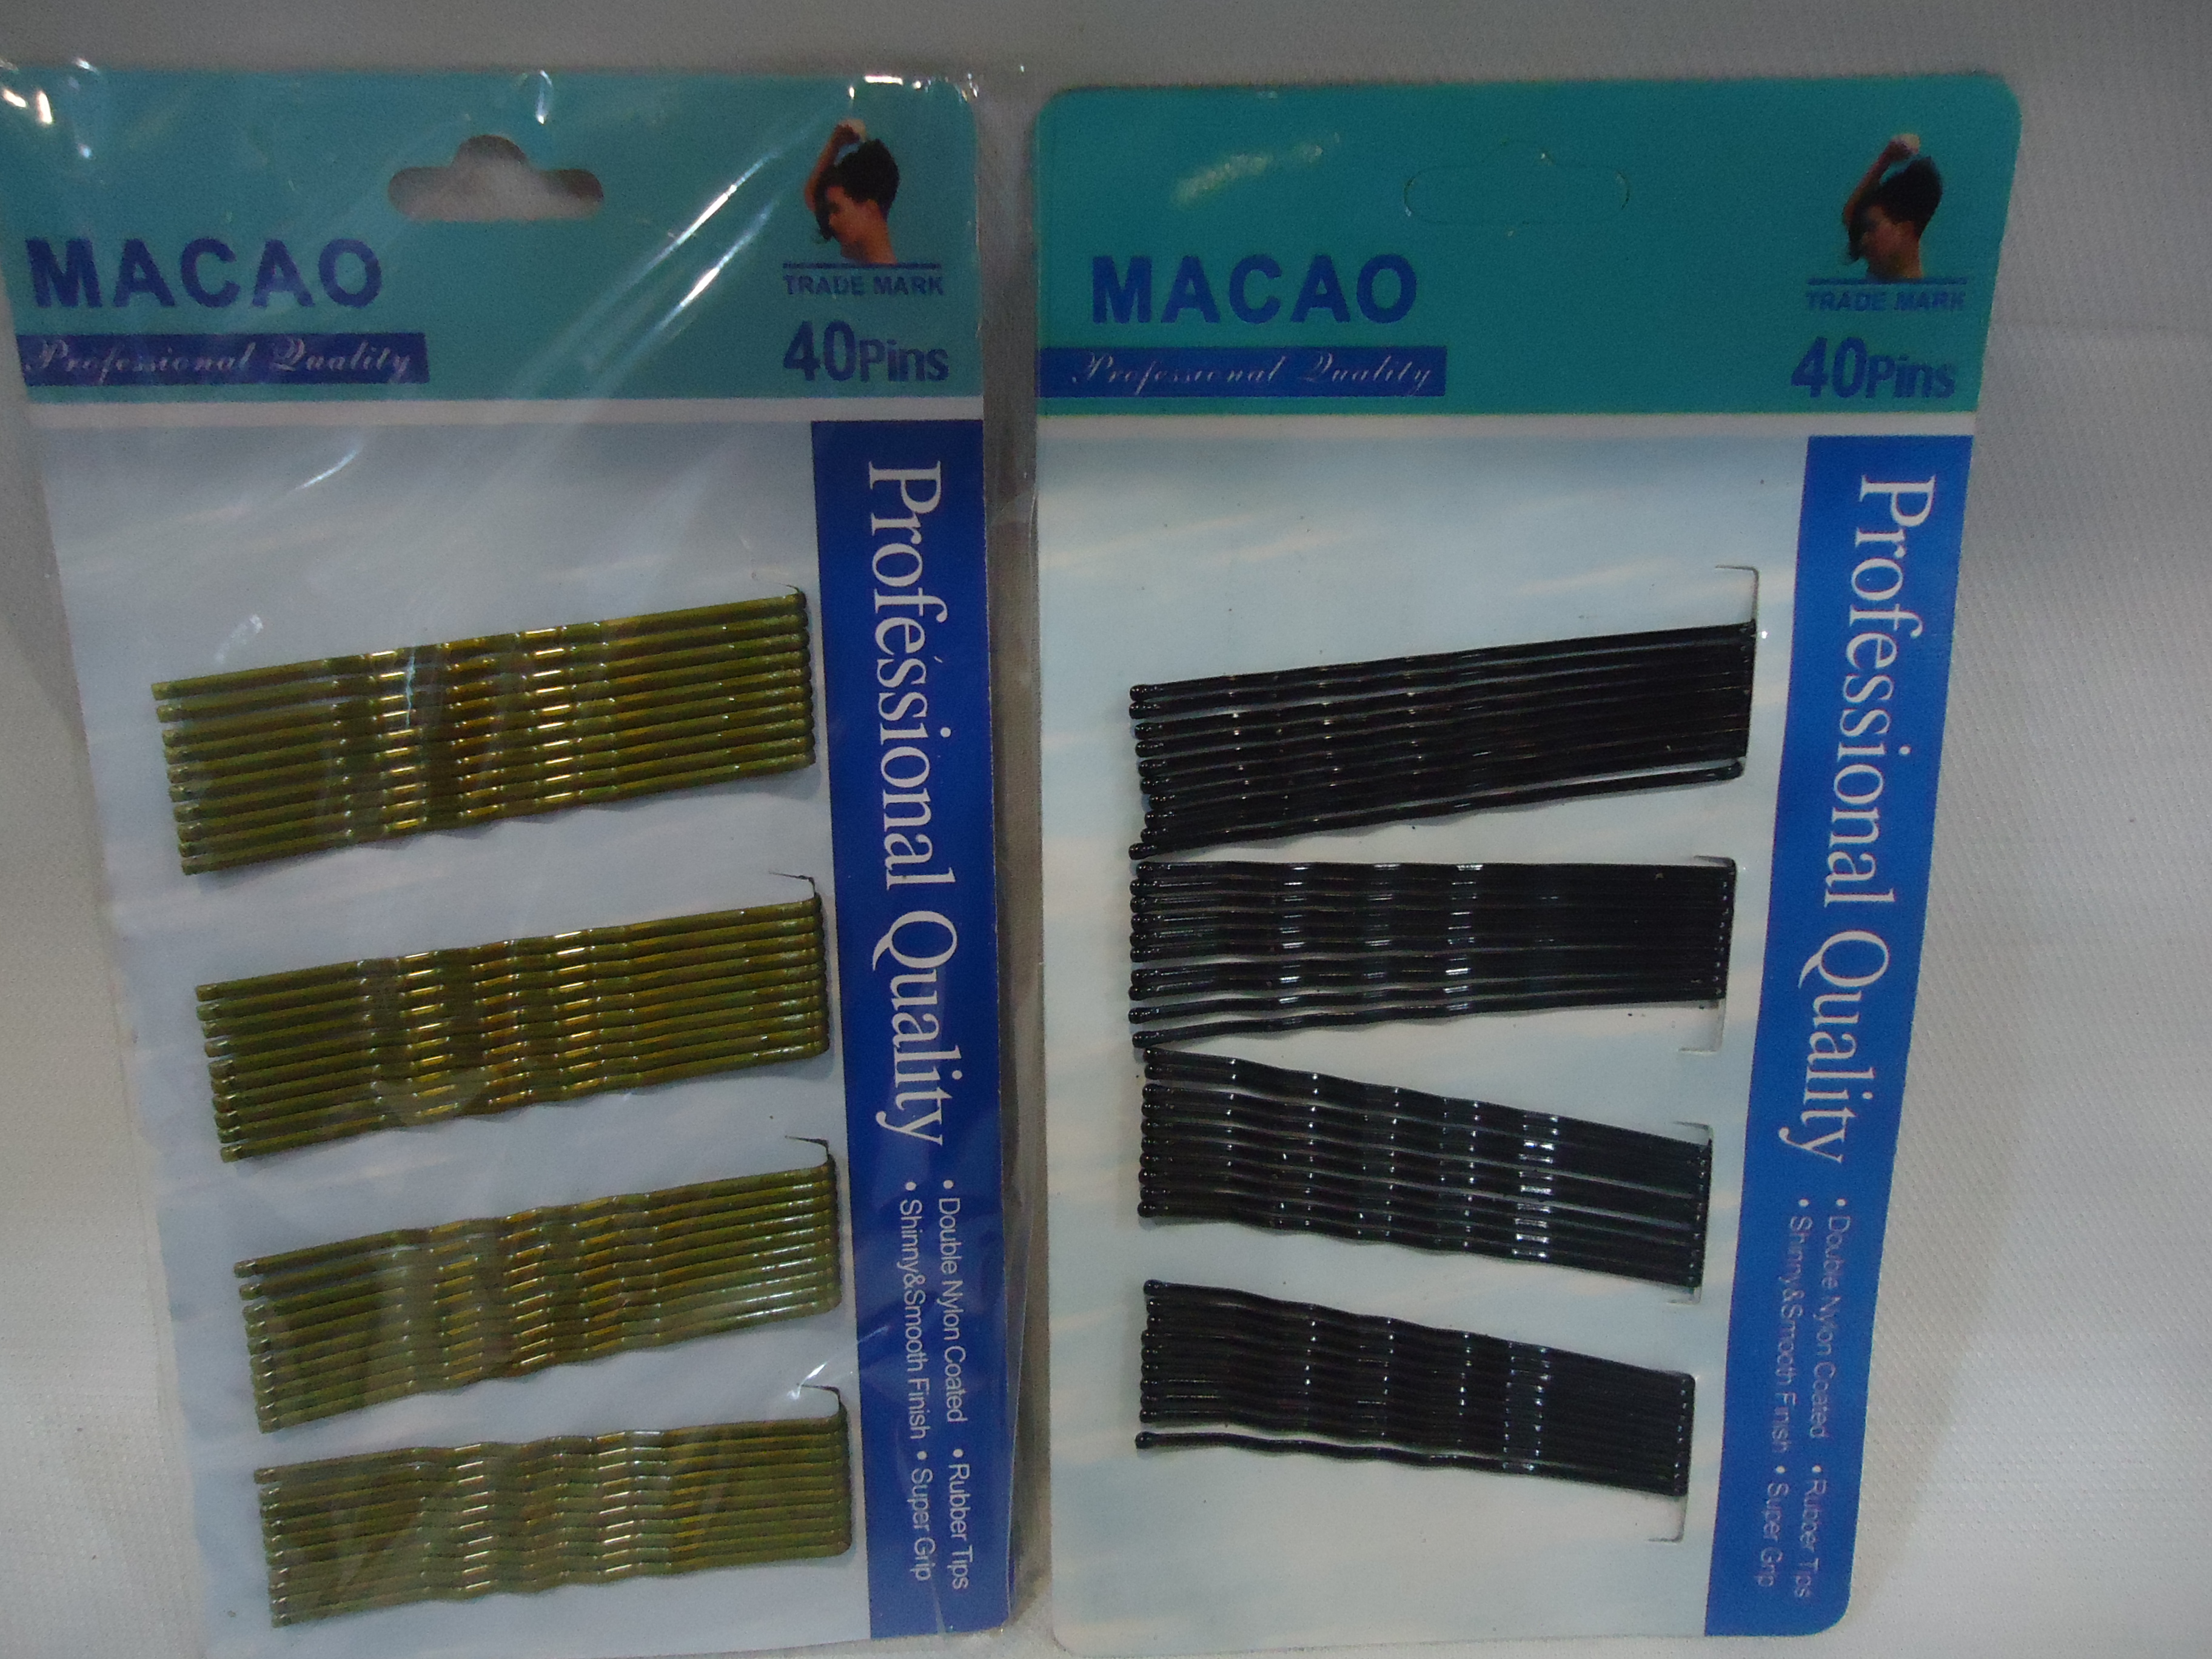 MACAO
Professional Quality
TRADE MARK
40Pins
Professional Quality
• Double Nylon Coated • Rubber Tips
• Shinny&Smooth Finish • Super Grip
MACAO
Professional Quality
TRADE MARK
40Pins
Professional Quality
• Double Nylon Coated • Rubber Tips
• Shinny&Smooth Finish • Super Grip